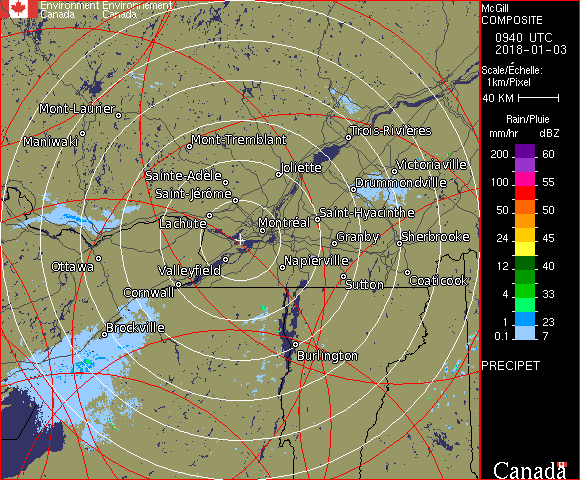 Environment Environnement
Canada Canada
McGill
COMPOSITE
0940 UTC
2018-01-03
Scale/Échelle:
1km/Pixel
40 KM
Rain/Pluie
mm/hr dBZ
200 60
150 55
100 55
50 50
24 45
12 40
4 33
1 23
0.1 7
PRECIPET
Canada
Mont-Laurier
Maniwaki
Mont-Tremblant
Trois-Rivières
Joliette
Victoriaville
Sainte-Adèle
Drummondville
Saint-Jérôme
Saint-Hyacinthe
Lachute
Montréal
Granby
Sherbrooke
Ottawa
Valleyfield
Napierville
Sutton
Coaticook
Cornwall
Brockville
Burlington